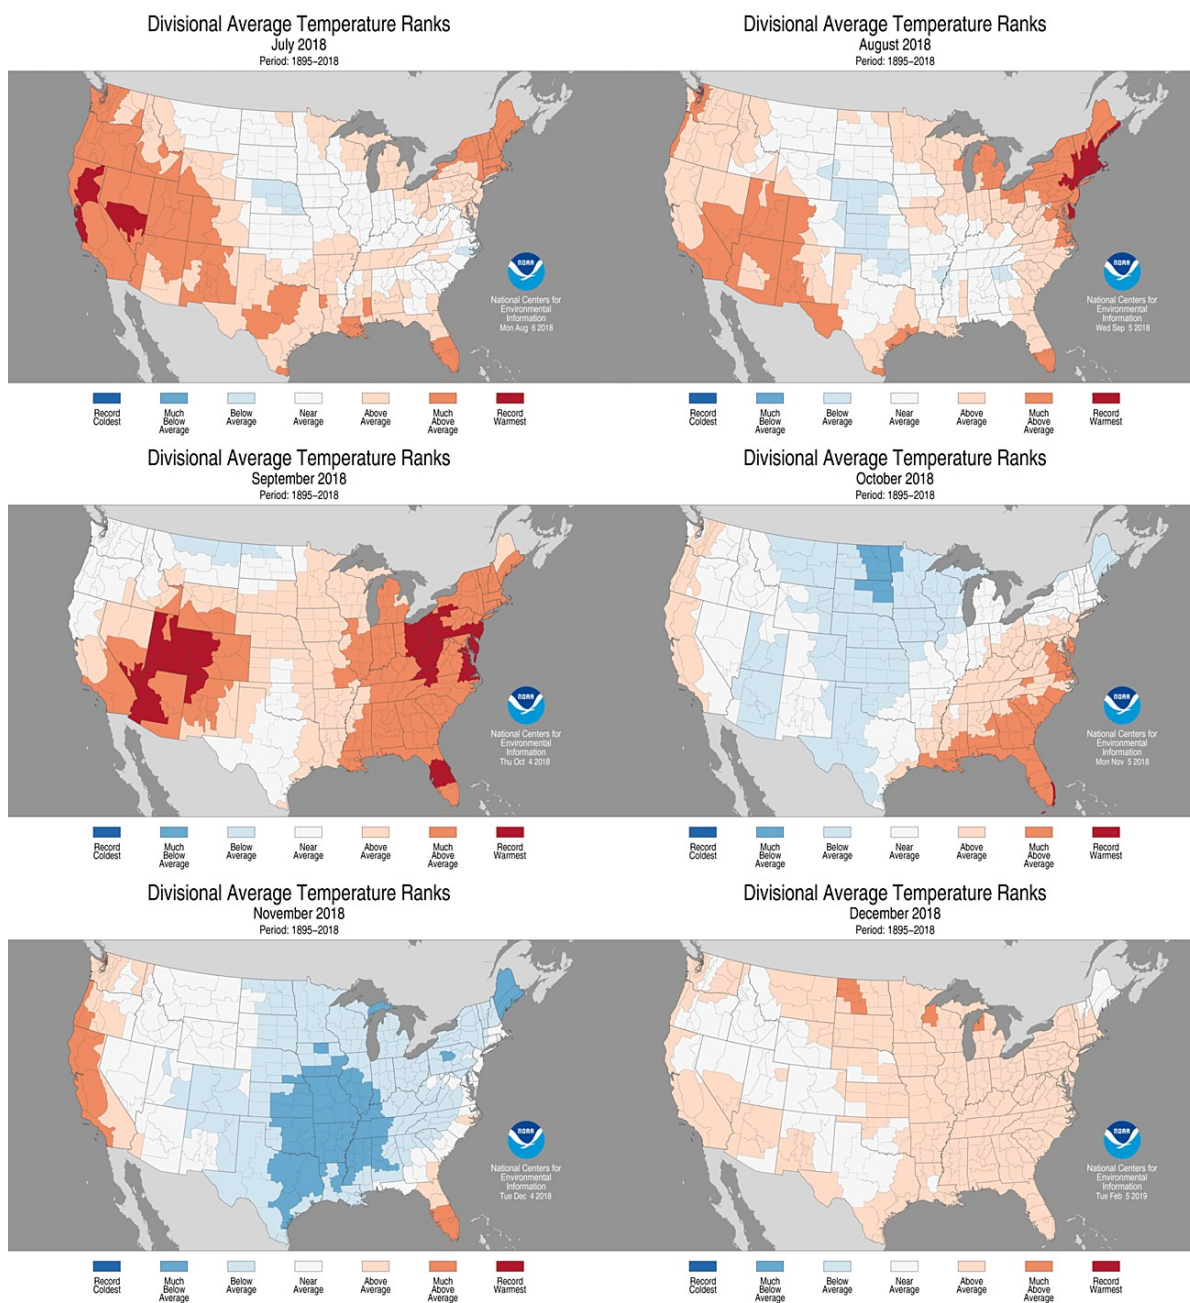 Divisional Average Temperature Ranks
July 2018
Period: 1895–2018
NOAA
National Centers for
Environmental
Information
Mon Aug 6 2018
Record
Coldest
Much
Below
Average
Below
Average
Near
Average
Above
Average
Much
Above
Average
Record
Warmest
Divisional Average Temperature Ranks
August 2018
Period: 1895–2018
NOAA
National Centers for
Environmental
Information
Wed Sep 5 2018
Record
Coldest
Much
Below
Average
Below
Average
Near
Average
Above
Average
Much
Above
Average
Record
Warmest
Divisional Average Temperature Ranks
September 2018
Period: 1895–2018
NOAA
National Centers for
Environmental
Information
Thu Oct 4 2018
Record
Coldest
Much
Below
Average
Below
Average
Near
Average
Above
Average
Much
Above
Average
Record
Warmest
Divisional Average Temperature Ranks
October 2018
Period: 1895–2018
NOAA
National Centers for
Environmental
Information
Mon Nov 5 2018
Record
Coldest
Much
Below
Average
Below
Average
Near
Average
Above
Average
Much
Above
Average
Record
Warmest
Divisional Average Temperature Ranks
November 2018
Period: 1895–2018
NOAA
National Centers for
Environmental
Information
Tue Dec 4 2018
Record
Coldest
Much
Below
Average
Below
Average
Near
Average
Above
Average
Much
Above
Average
Record
Warmest
Divisional Average Temperature Ranks
December 2018
Period: 1895–2018
NOAA
National Centers for
Environmental
Information
Tue Feb 5 2019
Record
Coldest
Much
Below
Average
Below
Average
Near
Average
Above
Average
Much
Above
Average
Record
Warmest